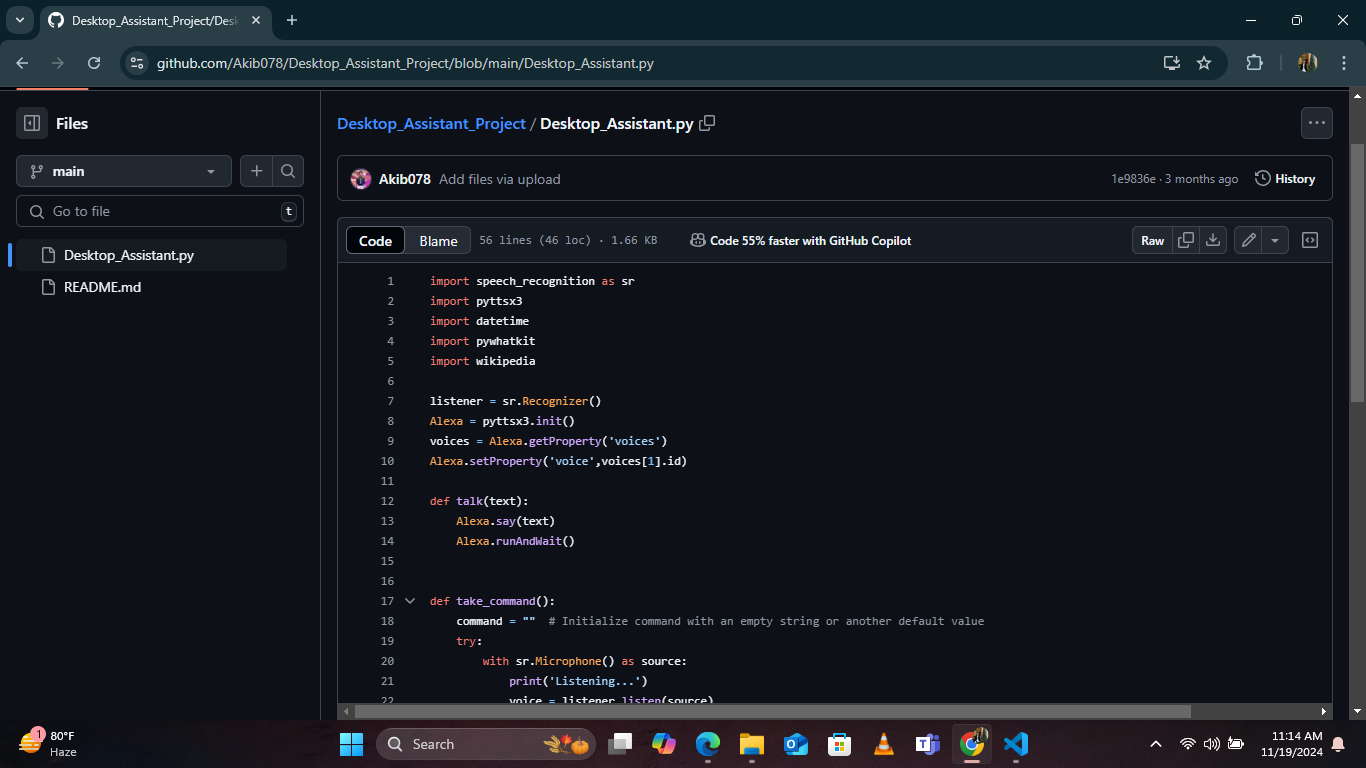 Desktop_Assistant_Project/Desk
github.com/Akib078/Desktop_Assistant_Project/blob/main/Desktop_Assistant.py
Files
main
Go to file
t
Desktop_Assistant.py
README.md
Desktop_Assistant_Project / Desktop_Assistant.py
Akib078 Add files via upload
1e9836e · 3 months ago
History
Code Blame 56 lines (46 loc) · 1.66 KB
Code 55% faster with GitHub Copilot
Raw
1 import speech_recognition as sr
2 import pyttsx3
3 import datetime
4 import pywhatkit
5 import wikipedia
6
7 listener = sr.Recognizer()
8 Alexa = pyttsx3.init()
9 voices = Alexa.getProperty('voices')
10 Alexa.setProperty('voice',voices[1].id)
11
12 def talk(text):
13     Alexa.say(text)
14     Alexa.runAndWait()
15
16
17 def take_command():
18     command = ""  # Initialize command with an empty string or another default value
19     try:
20         with sr.Microphone() as source:
21             print('Listening...')
22             voice = listener.listen(source)
1
80°F
Haze
Search
11:14 AM
11/19/2024